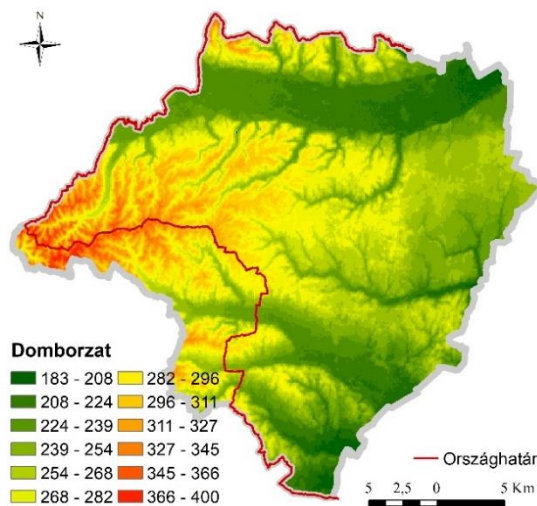 N
Domborzat
183 - 208
208 - 224
224 - 239
239 - 254
254 - 268
268 - 282
282 - 296
296 - 311
311 - 327
327 - 345
345 - 366
366 - 400
Országhatár
5 2,5 0 5 Km